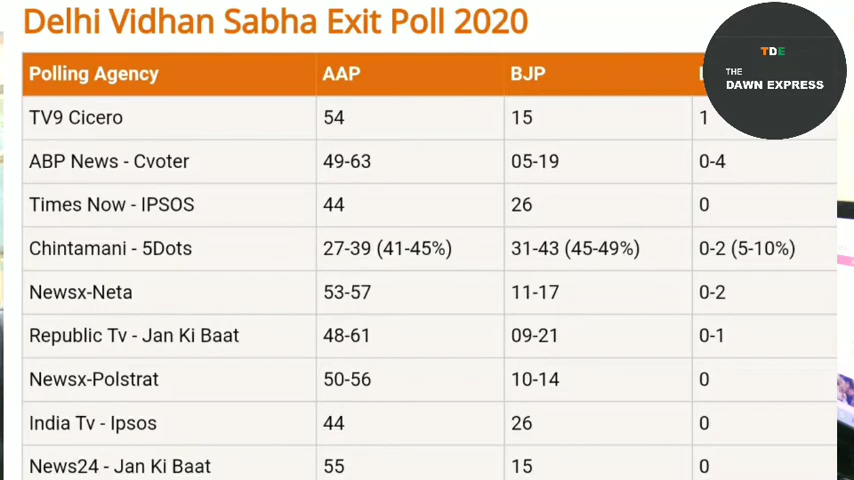 Delhi Vidhan Sabha Exit Poll 2020
TDE
THE
DAWN EXPRESS
Polling Agency AAP BJP
TV9 Cicero 54 15 1
ABP News - Cvoter 49-63 05-19 0-4
Times Now - IPSOS 44 26 0
Chintamani - 5Dots 27-39 (41-45%) 31-43 (45-49%) 0-2 (5-10%)
Newsx-Neta 53-57 11-17 0-2
Republic Tv - Jan Ki Baat 48-61 09-21 0-1
Newsx-Polstrat 50-56 10-14 0
India Tv - Ipsos 44 26 0
News24 - Jan Ki Baat 55 15 0